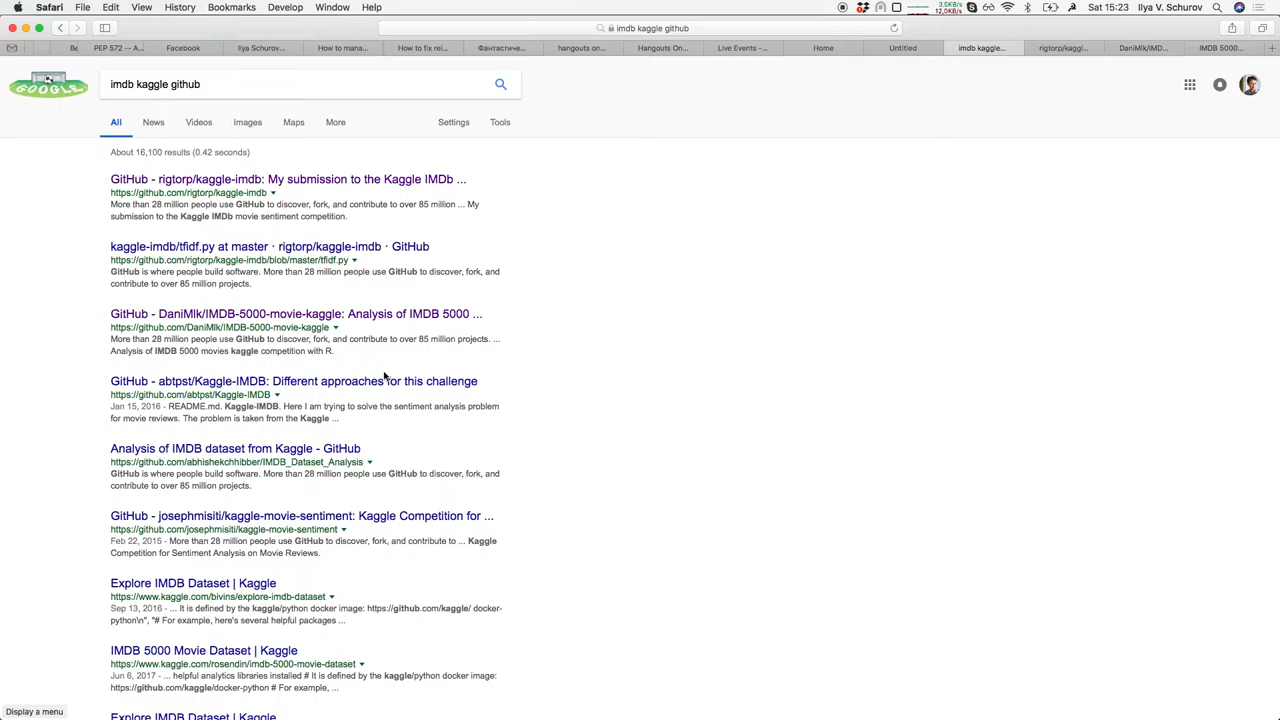 Safari File Edit View History Bookmarks Develop Window Help 3,5KB/s 12,0KB/s Sat 15:23 Ilya V. Schurov
imdb kaggle github
Be PEP 572 -- A... Facebook Ilya Schurov... How to mana... How to fix rei... Фантастиче... hangouts on... Hangouts On... Live Events -... Home Untitled imdb kaggle... rigtorp/kaggl... DaniMlk/IMD... IMDB 5000...
GOOGLE
imdb kaggle github
All News Videos Images Maps More Settings Tools
About 16,100 results (0.42 seconds)
GitHub - rigtorp/kaggle-imdb: My submission to the Kaggle IMDb ...
https://github.com/rigtorp/kaggle-imdb
More than 28 million people use GitHub to discover, fork, and contribute to over 85 million ... My
submission to the Kaggle IMDb movie sentiment competition.
kaggle-imdb/tfidf.py at master · rigtorp/kaggle-imdb · GitHub
https://github.com/rigtorp/kaggle-imdb/blob/master/tfidf.py
GitHub is where people build software. More than 28 million people use GitHub to discover, fork, and
contribute to over 85 million projects.
GitHub - DaniMlk/IMDB-5000-movie-kaggle: Analysis of IMDB 5000 ...
https://github.com/DaniMlk/IMDB-5000-movie-kaggle
More than 28 million people use GitHub to discover, fork, and contribute to over 85 million projects. ...
Analysis of IMDB 5000 movies kaggle competition with R.
GitHub - abtpst/Kaggle-IMDB: Different approaches for this challenge
https://github.com/abtpst/Kaggle-IMDB
Jan 15, 2016 - README.md. Kaggle-IMDB. Here I am trying to solve the sentiment analysis problem
for movie reviews. The problem is taken from the Kaggle ...
Analysis of IMDB dataset from Kaggle - GitHub
https://github.com/abhishekchhibber/IMDB_Dataset_Analysis
GitHub is where people build software. More than 28 million people use GitHub to discover, fork, and
contribute to over 85 million projects.
GitHub - josephmisiti/kaggle-movie-sentiment: Kaggle Competition for ...
https://github.com/josephmisiti/kaggle-movie-sentiment
Feb 22, 2015 - More than 28 million people use GitHub to discover, fork, and contribute to ... Kaggle
Competition for Sentiment Analysis on Movie Reviews.
Explore IMDB Dataset | Kaggle
https://www.kaggle.com/bivins/explore-imdb-dataset
Sep 13, 2016 - ... It is defined by the kaggle/python docker image: https://github.com/kaggle/ docker-
python\n", "# For example, here's several helpful packages ...
IMDB 5000 Movie Dataset | Kaggle
https://www.kaggle.com/rosendin/imdb-5000-movie-dataset
Jun 6, 2017 - ... helpful analytics libraries installed # It is defined by the kaggle/python docker image:
https://github.com/kaggle/docker-python # For example, ...
Display a menu
Explore IMDB Dataset | Kaggle